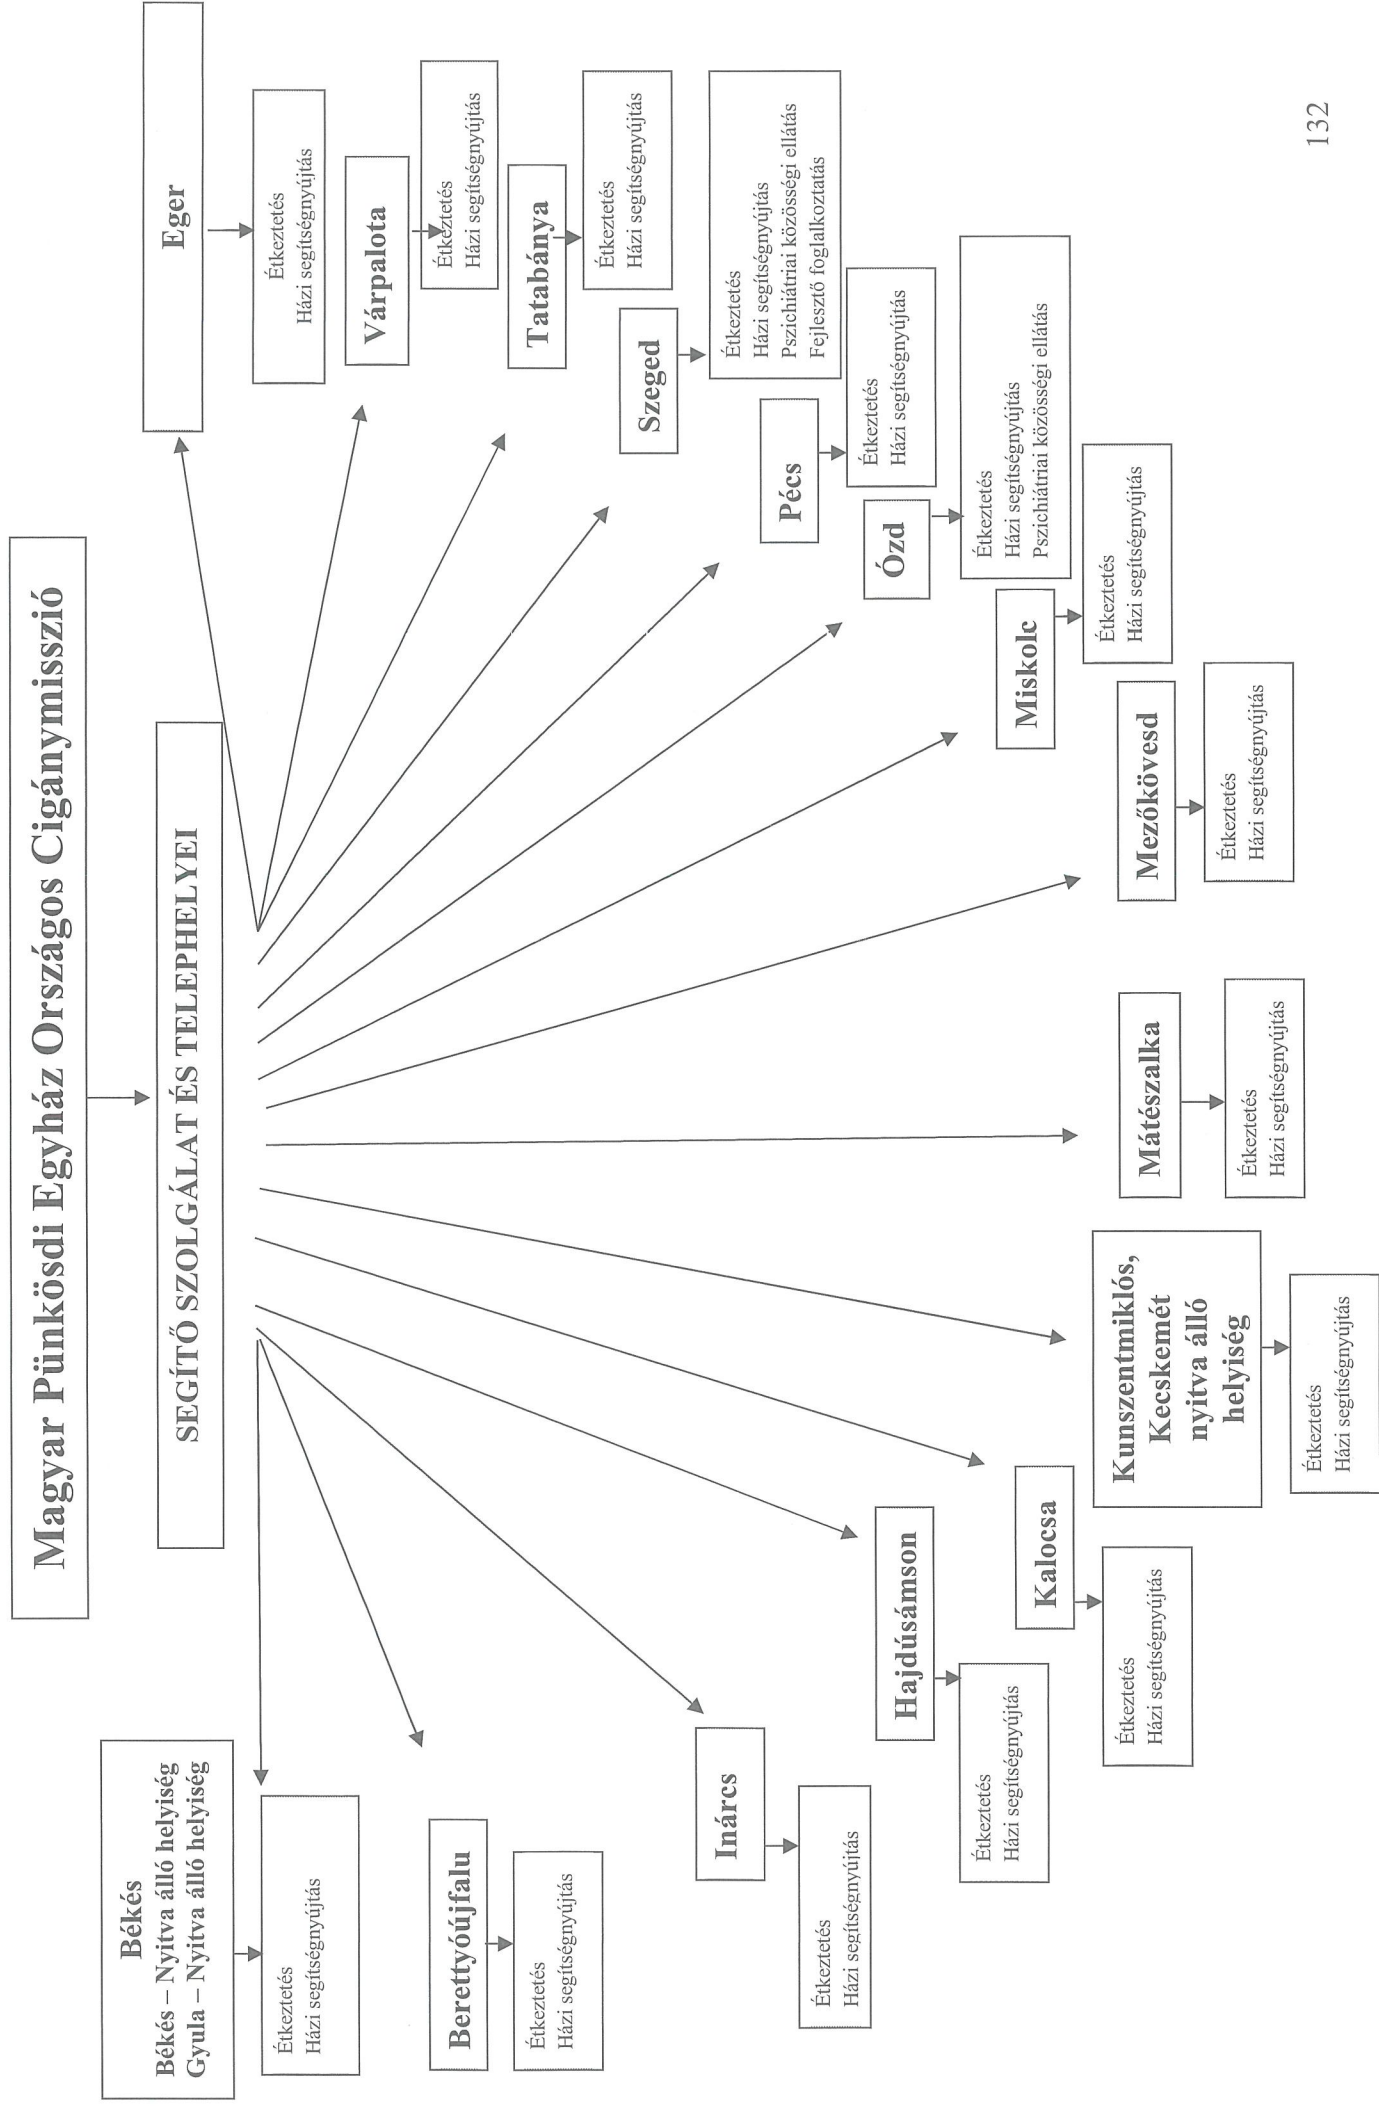 Magyar Pünkösdi Egyház Országos Cigánymisszió
SEGÍTŐ SZOLGÁLAT ÉS TELEPHELYEI
Békés
Békés – Nyitva álló helyiség
Gyula – Nyitva álló helyiség
Étkeztetés
Házi segítségnyújtás
Berettyóújfalu
Étkeztetés
Házi segítségnyújtás
Inárcs
Étkeztetés
Házi segítségnyújtás
Hajdúsámson
Étkeztetés
Házi segítségnyújtás
Kalocsa
Étkeztetés
Házi segítségnyújtás
Kunszentmiklós,
Kecskemét
nyitva álló
helyiség
Étkeztetés
Házi segítségnyújtás
Mátészalka
Étkeztetés
Házi segítségnyújtás
Mezőkövesd
Étkeztetés
Házi segítségnyújtás
Miskolc
Étkeztetés
Házi segítségnyújtás
Ózd
Étkeztetés
Házi segítségnyújtás
Pszichiátriai közösségi ellátás
Pécs
Étkeztetés
Házi segítségnyújtás
Szeged
Étkeztetés
Házi segítségnyújtás
Pszichiátriai közösségi ellátás
Fejlesztő foglalkoztatás
Tatabánya
Étkeztetés
Házi segítségnyújtás
Várpalota
Étkeztetés
Házi segítségnyújtás
Eger
Étkeztetés
Házi segítségnyújtás
132